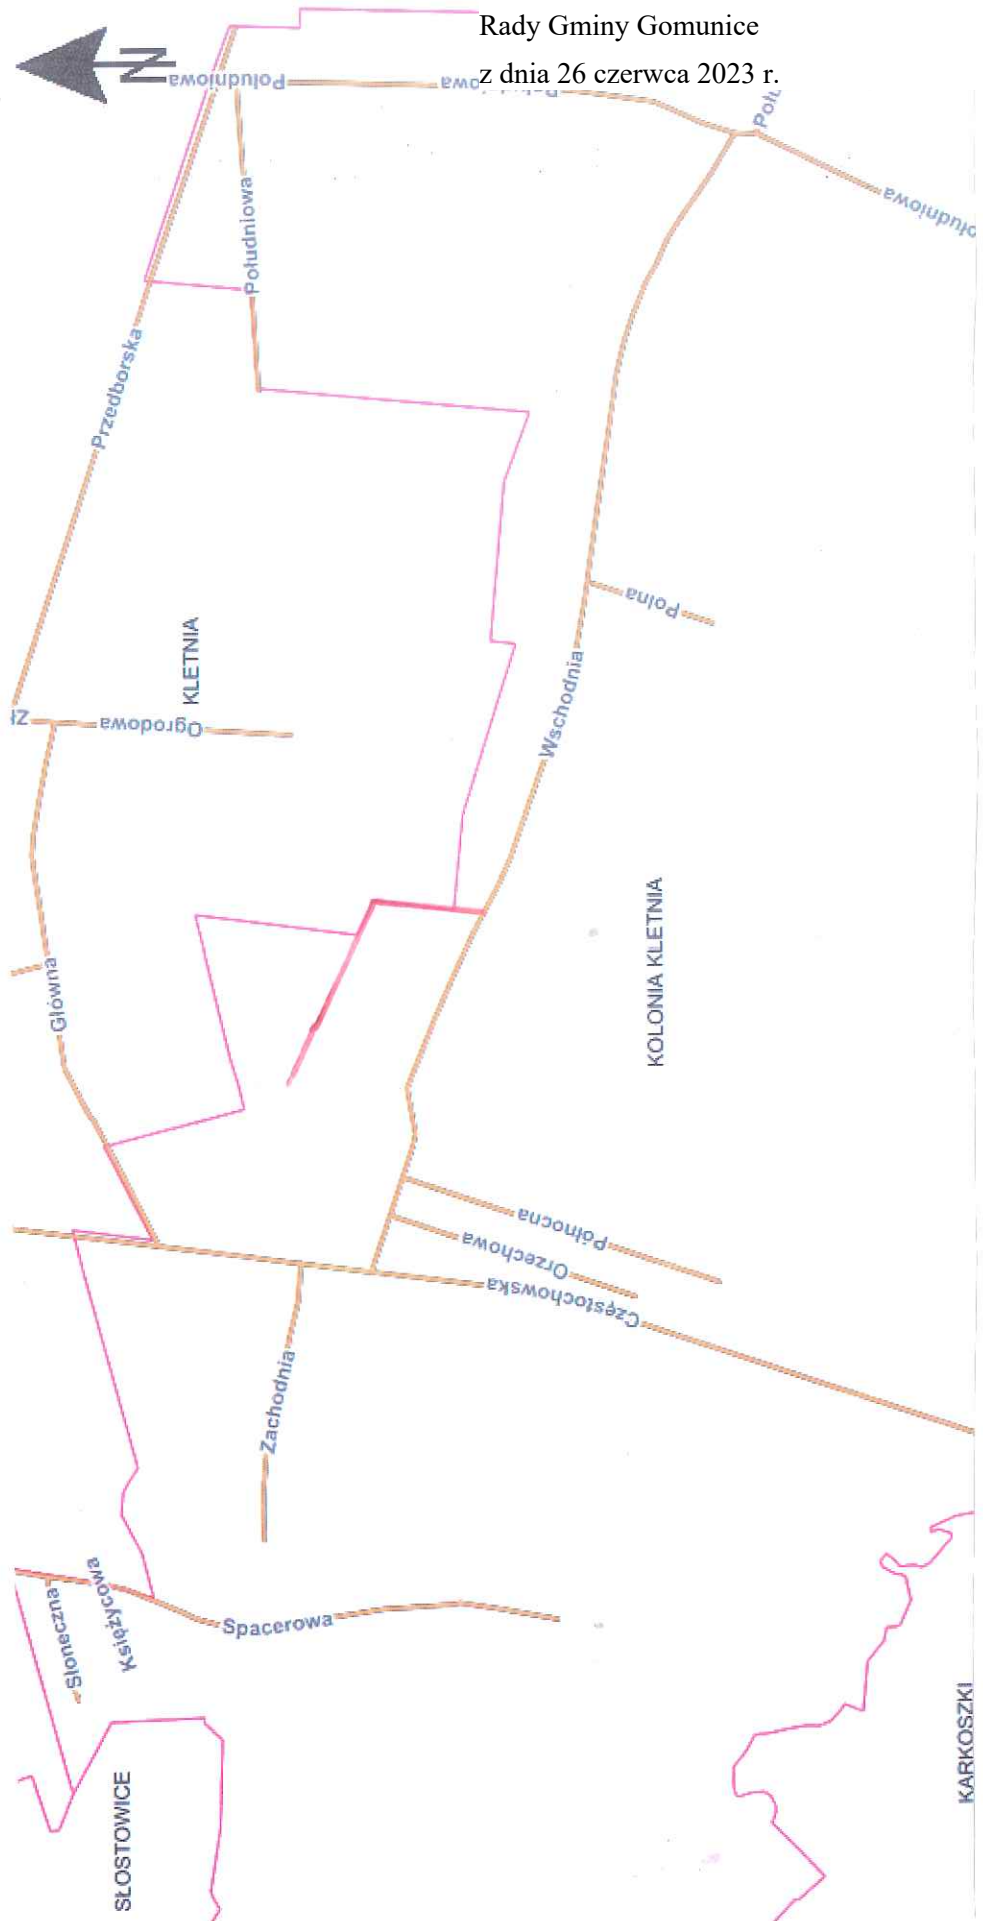 Rady Gminy Gomunice
z dnia 26 czerwca 2023 r.
N
Południowa
Południowa
Przedborska
KLETNIA
Ogrodowa
Polna
Wschodnia
KOLONIA KLETNIA
Główna
Północna
Orzechowa
Częstochowska
Zachodnia
Księżycowa
Słoneczna
Spacerowa
SŁOSTOWICE
KARKOSZKI